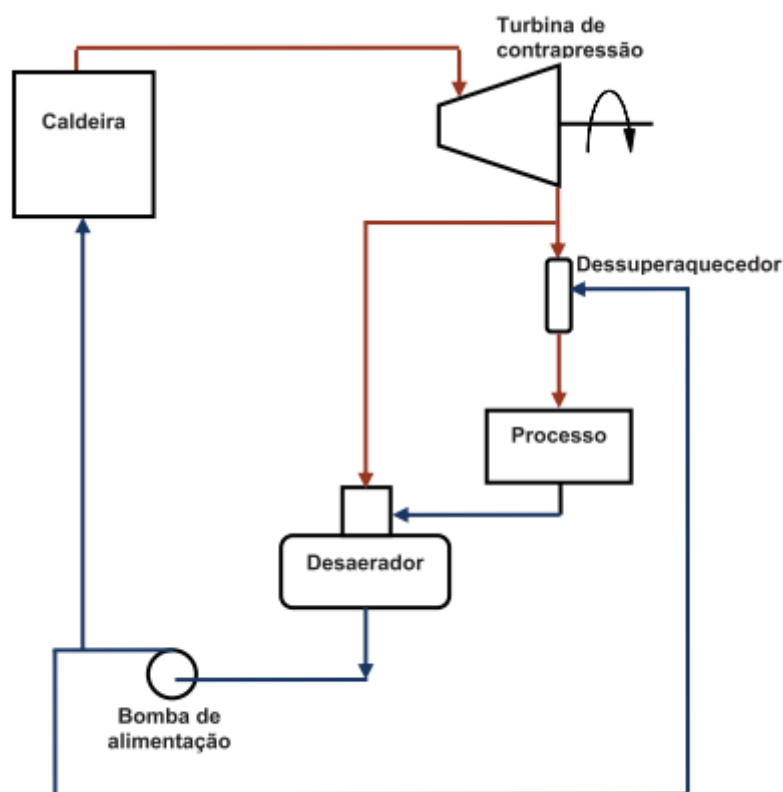 Turbina de
contrapressão
Caldeira
Dessuperaquecedor
Processo
Desaerador
Bomba de
alimentação